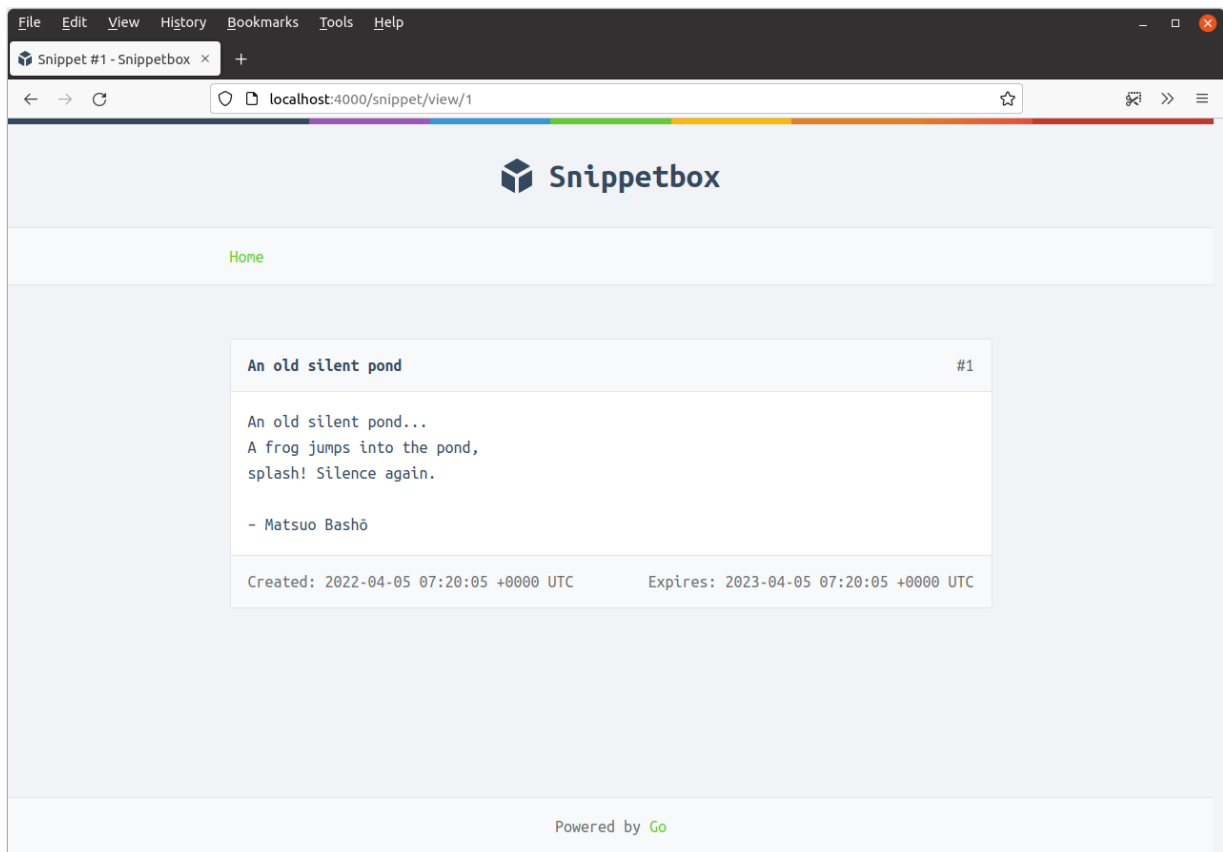 File Edit View History Bookmarks Tools Help
Snippet #1 - Snippetbox
localhost:4000/snippet/view/1
Snippetbox
Home
An old silent pond #1
An old silent pond...
A frog jumps into the pond,
splash! Silence again.
– Matsuo Bashō
Created: 2022-04-05 07:20:05 +0000 UTC Expires: 2023-04-05 07:20:05 +0000 UTC
Powered by Go